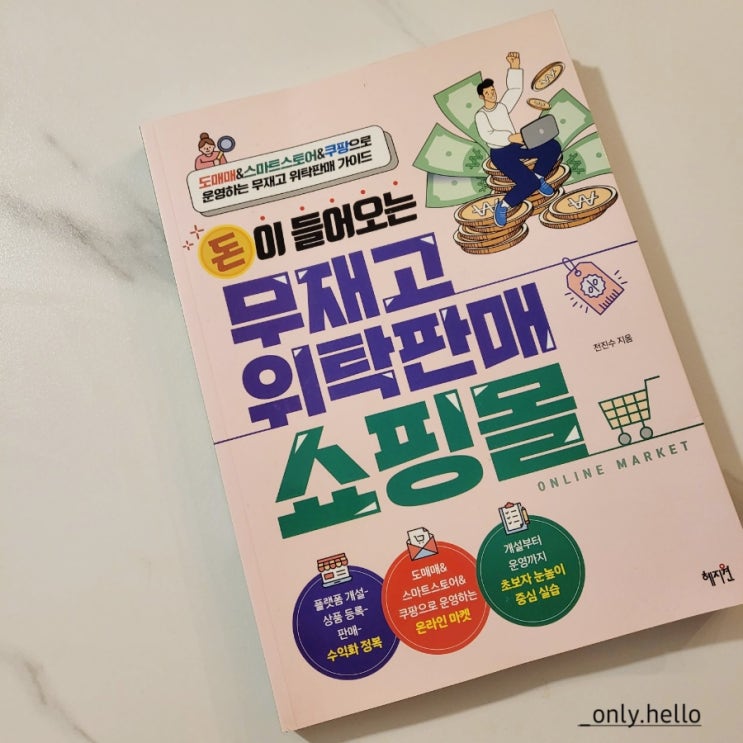 도매매&스마트스토어&쿠팡으로
운영하는 무재고 위탁판매 가이드
돈이 들어오는
무재고
위탁판매
전진수 지음
쇼핑몰
ONLINE MARKET
플랫폼 개설-
상품 등록-
판매-
수익화 정복
도매매&
스마트스토어&
쿠팡으로 운영하는
온라인 마켓
개설부터
운영까지
초보자 눈높이
중심 실습
혜지원
_only.hello